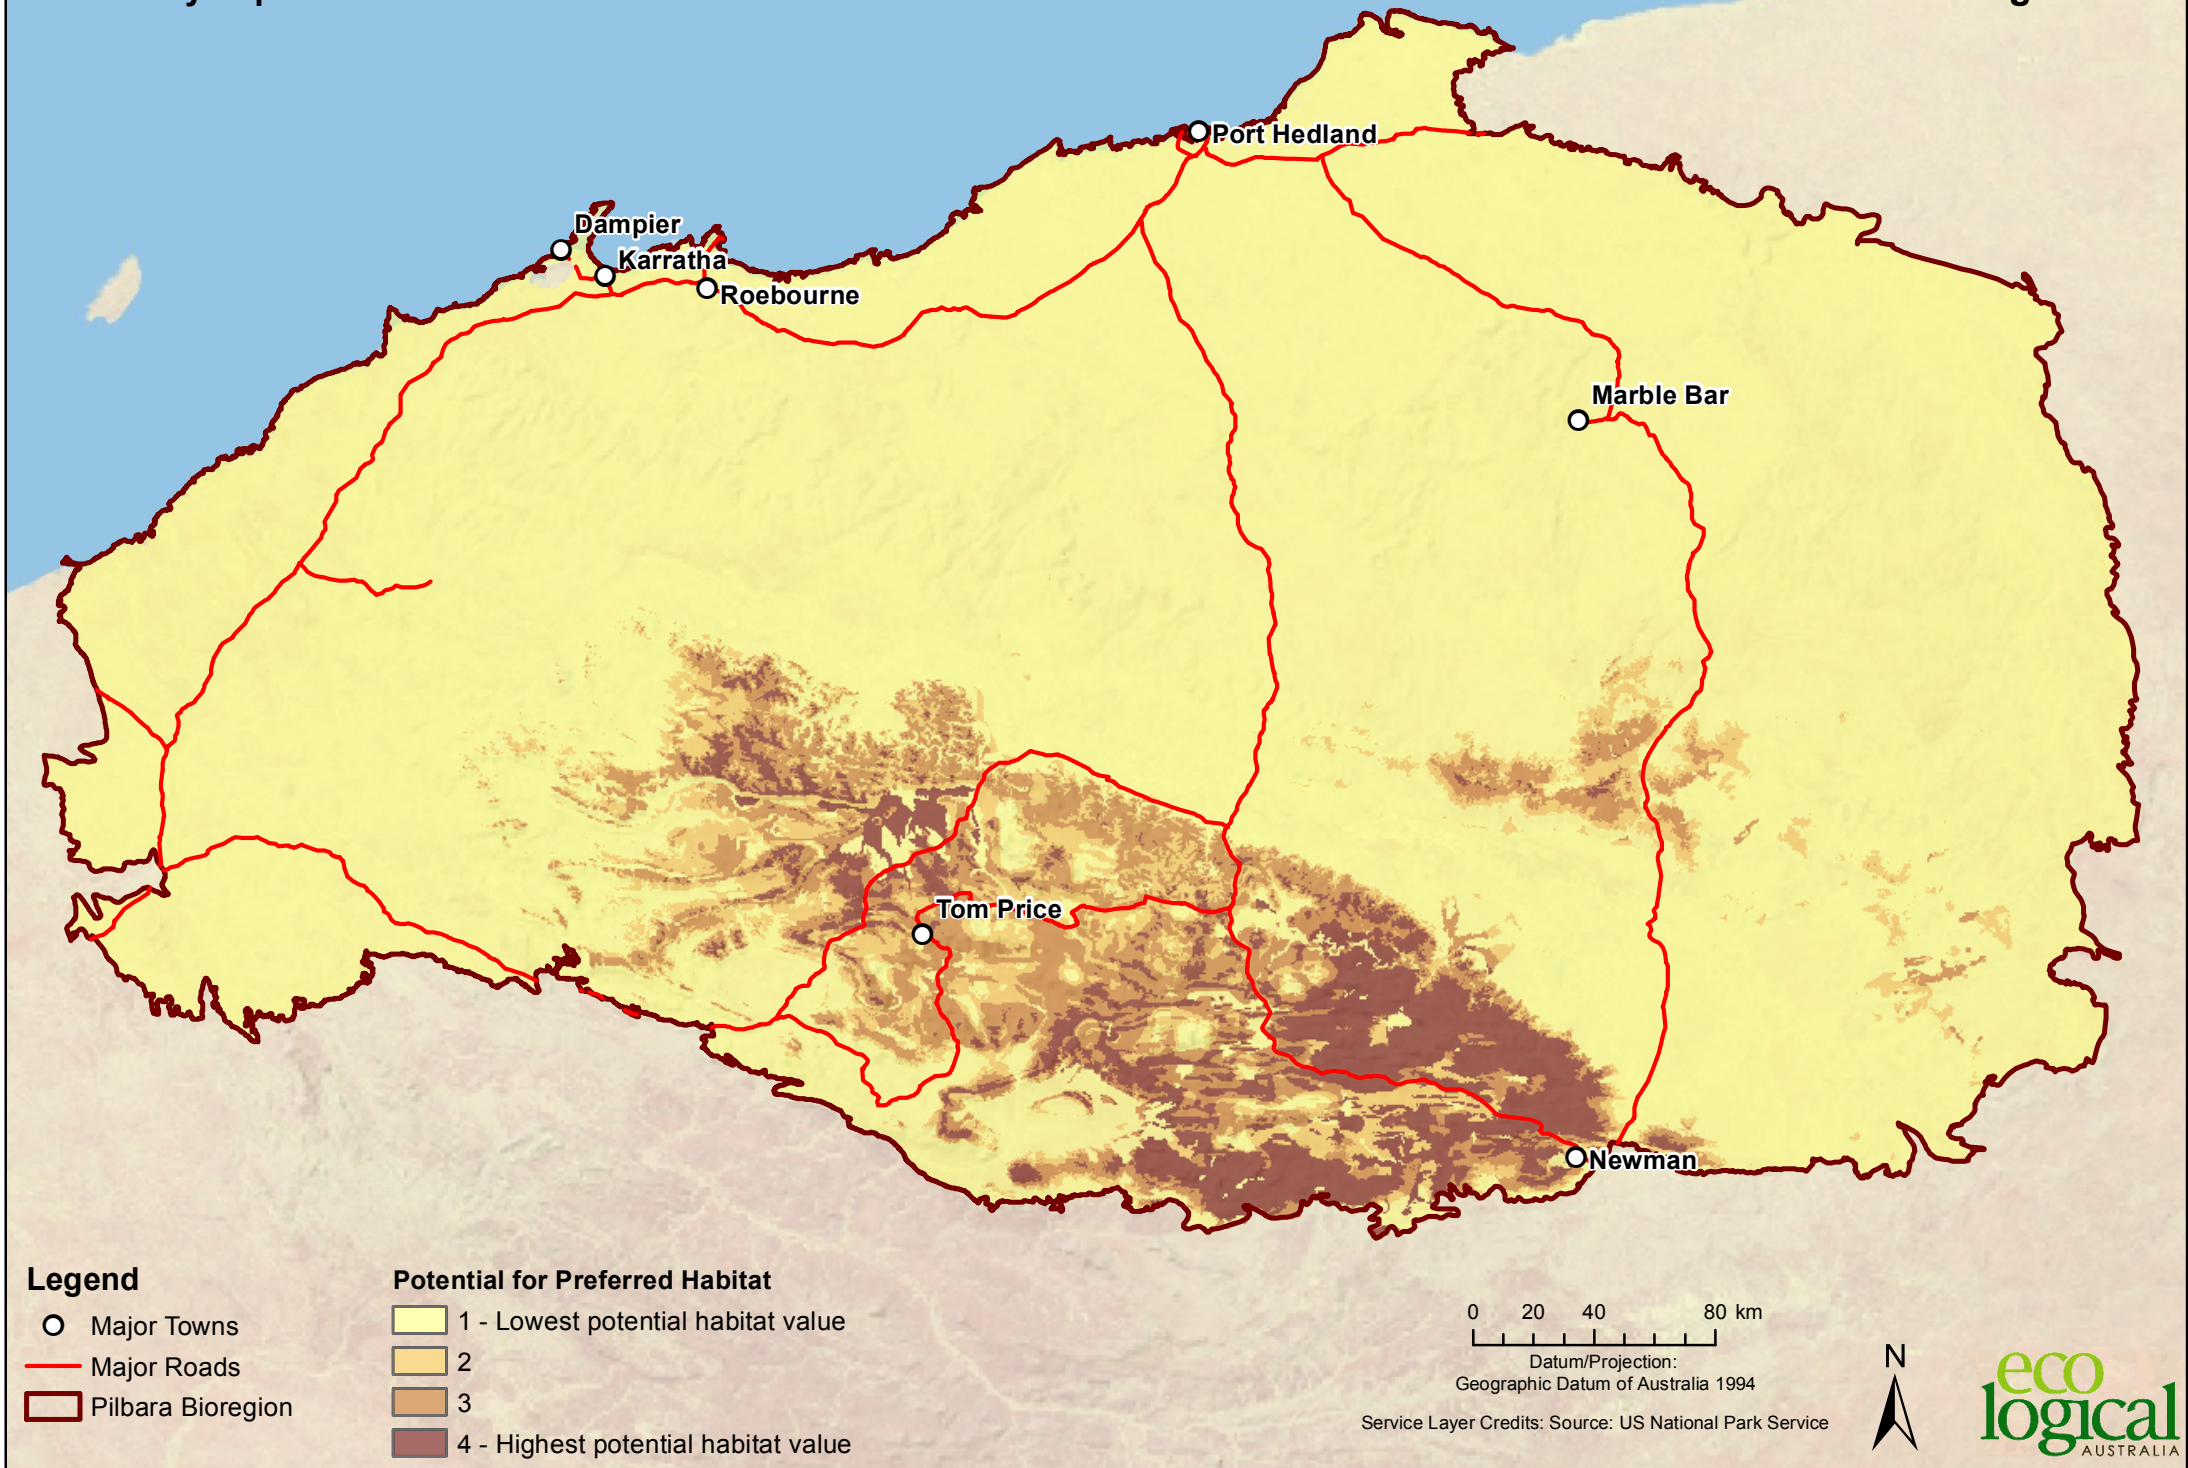 Port Hedland
Dampier
Karratha
Roebourne
Marble Bar
Tom Price
Newman
Legend
Major Towns
Major Roads
Pilbara Bioregion
Potential for Preferred Habitat
1 - Lowest potential habitat value
2
3
4 - Highest potential habitat value
0 20 40 80 km
Datum/Projection:
Geographic Datum of Australia 1994
Service Layer Credits: Source: US National Park Service
N
eco
logical
AUSTRALIA